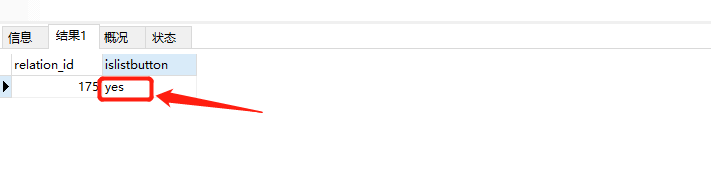 信息 结果1 概况 状态
relation_id islistbutton
175 yes